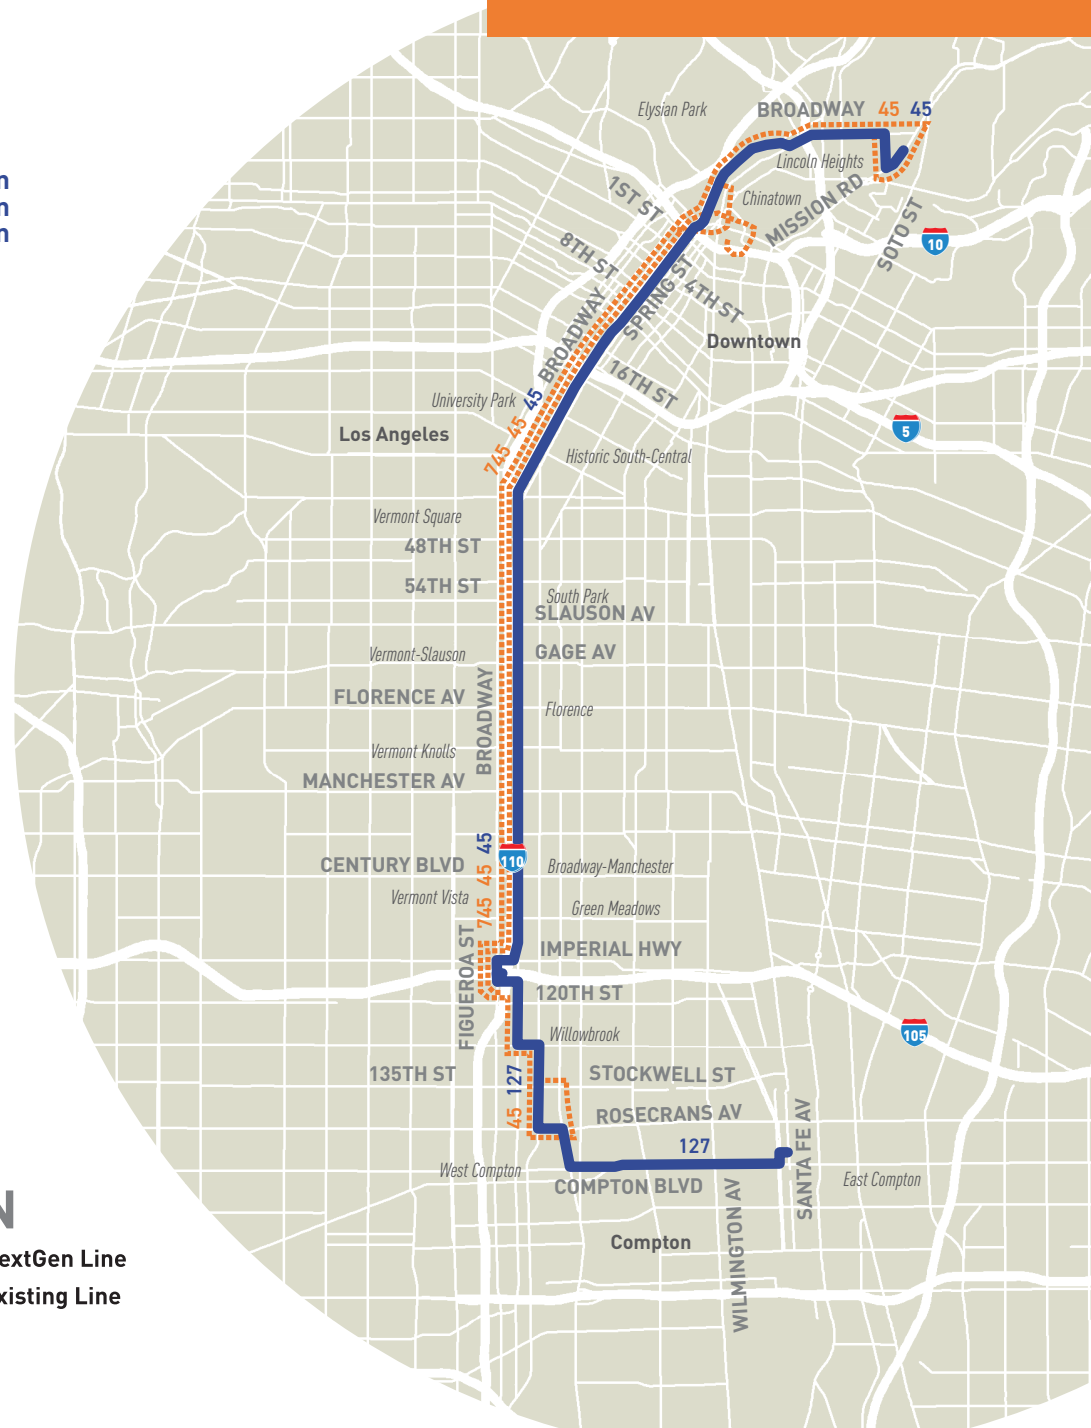 Elysian Park
BROADWAY 45 45
Lincoln Heights
1ST ST
Chinatown
MISSION RD
SOTO ST
10
8TH ST
SPRING ST
4TH ST
BROADWAY
Downtown
16TH ST
University Park
45
45
745
5
Los Angeles
Historic South-Central
Vermont Square
48TH ST
54TH ST
South Park
SLAUSON AV
Vermont-Slauson
GAGE AV
FLORENCE AV
BROADWAY
Florence
Vermont Knolls
MANCHESTER AV
45
110
CENTURY BLVD
45
Broadway-Manchester
Vermont Vista
745
Green Meadows
FIGUEROA ST
IMPERIAL HWY
120TH ST
Willowbrook
105
135TH ST
127
STOCKWELL ST
45
ROSECRANS AV
127
SANTA FE AV
West Compton
East Compton
COMPTON BLVD
WILMINGTON AV
Compton
extGen Line
xisting Line